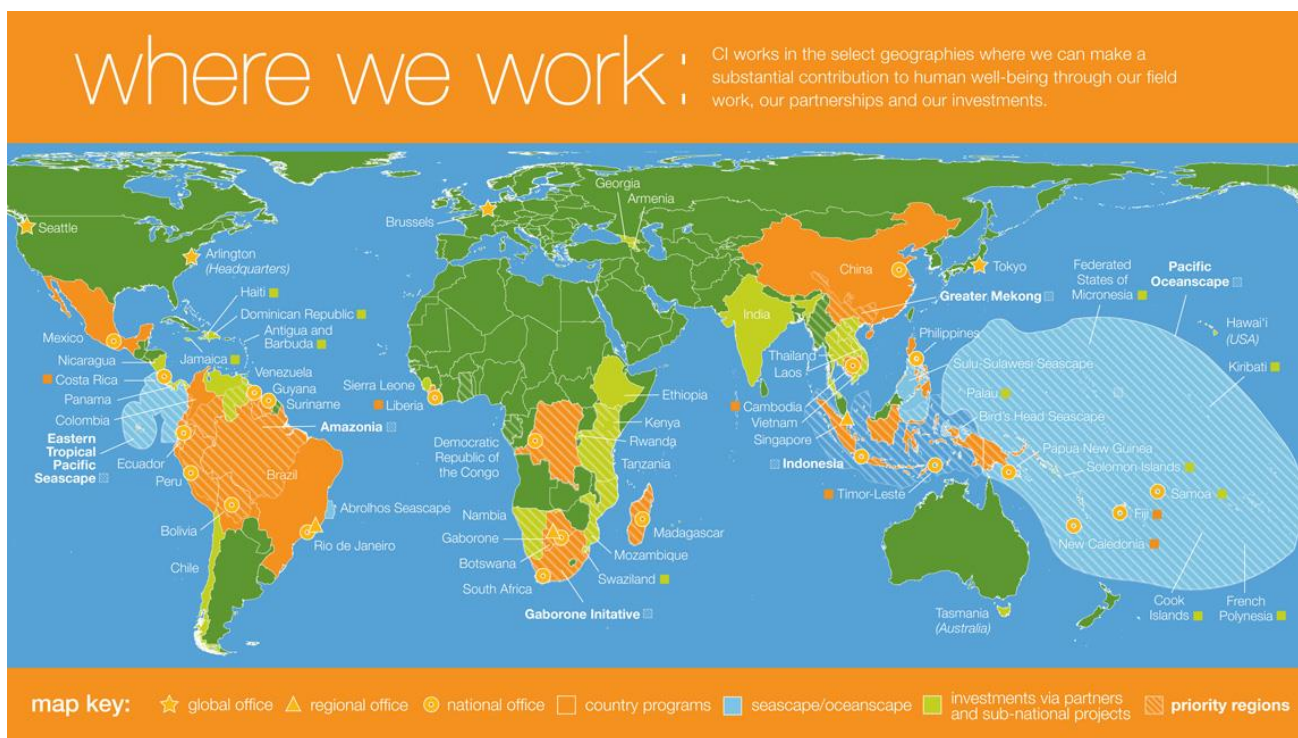 where we work:
CI works in the select geographies where we can make a
substantial contribution to human well-being through our field
work, our partnerships and our investments.
Seattle
Arlington
(Headquarters)
Haiti
Dominican Republic
Antigua and
Barbuda
Mexico
Nicaragua
Jamaica
Venezuela
Costa Rica
Guyana
Panama
Suriname
Colombia
Amazonia
Eastern
Tropical
Pacific
Seascape
Ecuador
Peru
Brazil
Bolivia
Abrolhos Seascape
Rio de Janeiro
Chile
Brussels
Georgia
Armenia
Sierra Leone
Liberia
Ethiopia
Kenya
Rwanda
Democratic
Republic of
the Congo
Tanzania
Nambia
Gaborone
Botswana
South Africa
Madagascar
Mozambique
Swaziland
Gaborone Initative
China
Tokyo
India
Greater Mekong
Thailand
Laos
Philippines
Sulu-Sulawesi Seascape
Cambodia
Vietnam
Singapore
Indonesia
Timor-Leste
Palau
Bird's Head Seascape
Papua New Guinea
Solomon Islands
Federated
States of
Micronesia
Pacific
Oceanscape
Hawai'i
(USA)
Kiribati
Samoa
Fiji
New Caledonia
Cook
Islands
French
Polynesia
Tasmania
(Australia)
map key:
global office
regional office
national office
country programs
seascape/oceanscape
investments via partners
and sub-national projects
priority regions